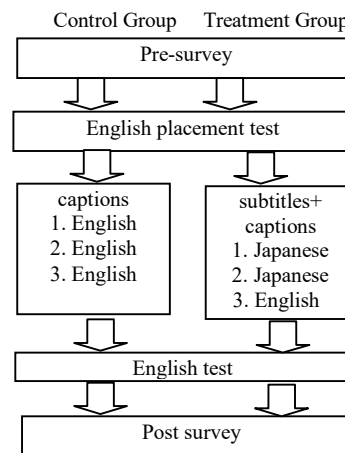 Control Group Treatment Group
Pre-survey
English placement test
captions
1. English
2. English
3. English
subtitles+
captions
1. Japanese
2. Japanese
3. English
English test
Post survey